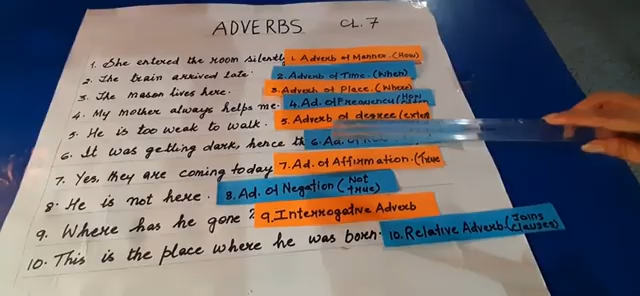 ADVERBS CL.7
1. She entered the room silently 1. Adverb of Manner. (How)
2. The train arrived late. 2. Adverb of Time. (When)
3. The mason lives here. 3. Adverb of Place. (Where)
4. My mother always helps me. 4. Ad. of Frequency (How often
5. He is too weak to walk. 5. Adverb of degree (extent
6. It was getting dark, hence th 6. Ad. of
7. Yes, they are coming today 7. Ad. of Affirmation. (True
8. He is not here. 8. Ad. of Negation (Not true)
9. Where has he gone ? 9. Interrogative Adverb
10. This is the place where he was born. 10. Relative Adverb (Joins clauses)